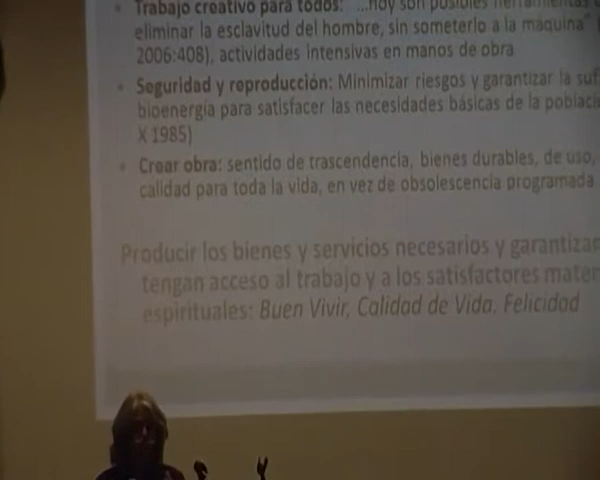 • Trabajo creativo para todos: "...hoy son posibles herramientas
eliminar la esclavitud del hombre, sin someterlo a la máquina"
2006:408), actividades intensivas en manos de obra
• Seguridad y reproducción: Minimizar riesgos y garantizar la suf
bioenergía para satisfacer las necesidades básicas de la poblaci
X 1985)
• Crear obra: sentido de trascendencia, bienes durables, de uso,
calidad para toda la vida, en vez de obsolescencia programada
Producir los bienes y servicios necesarios y garantizar
tengan acceso al trabajo y a los satisfactores mater
espirituales: Buen Vivir, Calidad de Vida. Felicidad